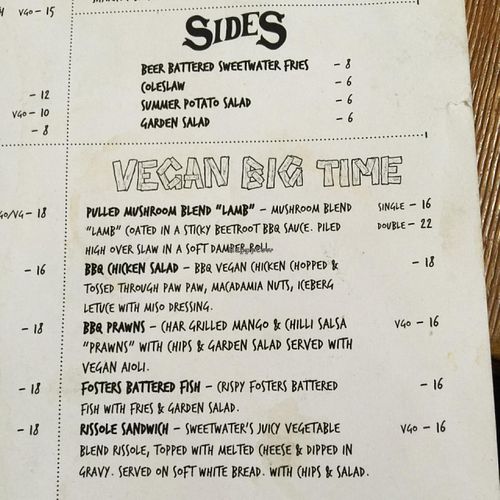 VGO - 15
SIDES
BEER BATTERED SWEETWATER FRIES - 8
COLESLAW - 6
SUMMER POTATO SALAD - 6
GARDEN SALAD - 6
- 12
VGO - 10
- 8
VEGAN BIG TIME
GO/VG - 18
PULLED MUSHROOM BLEND "LAMB" - MUSHROOM BLEND SINGLE - 16
"LAMB" COATED IN A STICKY BEETROOT BBQ SAUCE. PILED DOUBLE - 22
HIGH OVER SLAW IN A SOFT DAMBER ROLL.
- 16
BBQ CHICKEN SALAD - BBQ VEGAN CHICKEN CHOPPED & - 18
TOSSED THROUGH PAW PAW, MACADAMIA NUTS, ICEBERG
LETUCE WITH MISO DRESSING.
- 18
BBQ PRAWNS - CHAR GRILLED MANGO & CHILLI SALSA VGO - 16
"PRAWNS" WITH CHIPS & GARDEN SALAD SERVED WITH
VEGAN AIOLI.
- 18
FOSTERS BATTERED FISH - CRISPY FOSTERS BATTERED - 16
FISH WITH FRIES & GARDEN SALAD.
- 18
RISSOLE SANDWICH - SWEETWATER'S JUICY VEGETABLE VGO - 16
BLEND RISSOLE, TOPPED WITH MELTED CHEESE & DIPPED IN
GRAVY. SERVED ON SOFT WHITE BREAD. WITH CHIPS & SALAD.